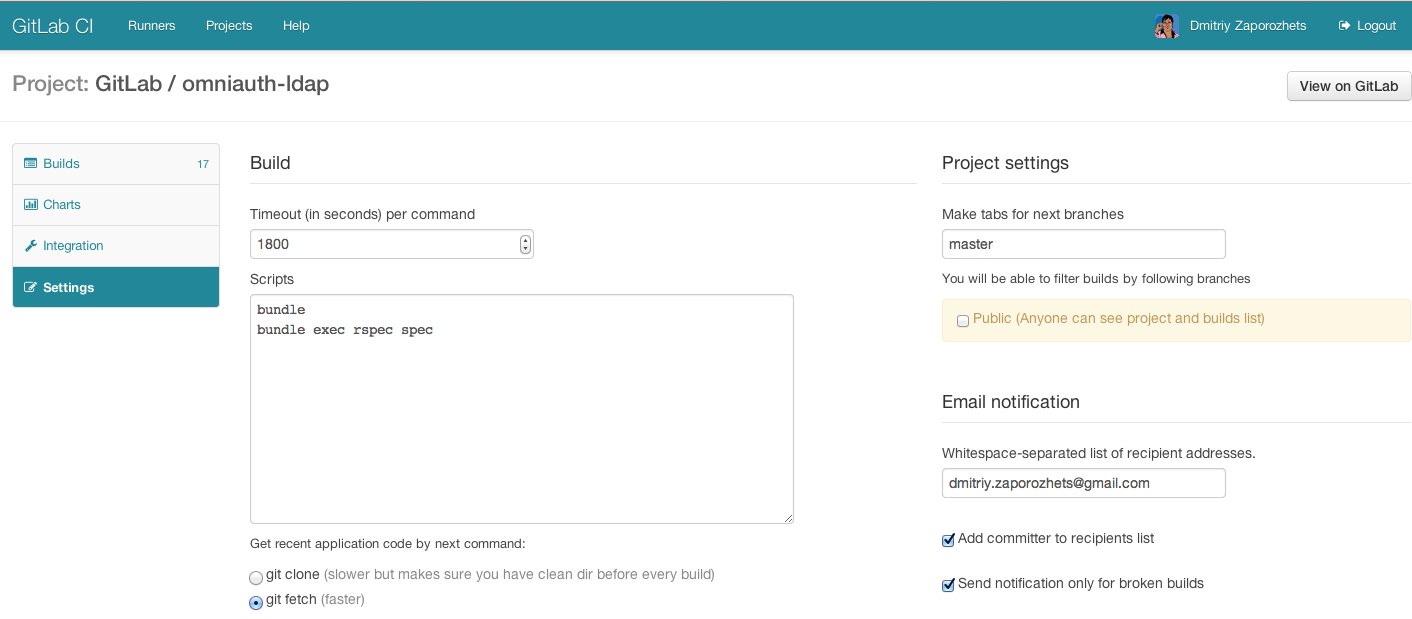 GitLab CI Runners Projects Help Dmitriy Zaporozhets Logout
Project: GitLab / omniauth-ldap
View on GitLab
Builds 17
Charts
Integration
Settings
Build
Timeout (in seconds) per command
1800
Scripts
bundle
bundle exec rspec spec
Get recent application code by next command:
git clone (slower but makes sure you have clean dir before every build)
git fetch (faster)
Project settings
Make tabs for next branches
master
You will be able to filter builds by following branches
Public (Anyone can see project and builds list)
Email notification
Whitespace-separated list of recipient addresses.
dmitriy.zaporozhets@gmail.com
Add committer to recipients list
Send notification only for broken builds